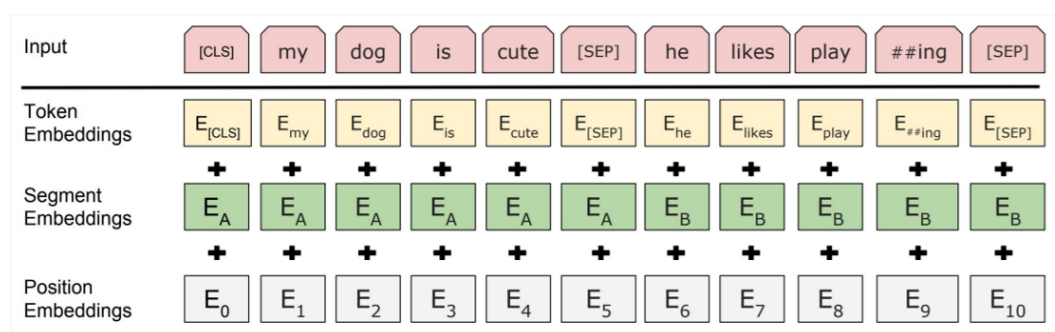 Input [CLS] my dog is cute [SEP] he likes play ##ing [SEP]
Token
Embeddings E[CLS] Emy Edog Eis Ecute E[SEP] Ehe Elikes Eplay E##ing E[SEP]
+ + + + + + + + + + +
Segment
Embeddings EA EA EA EA EA EA EB EB EB EB EB
+ + + + + + + + + + +
Position
Embeddings E0 E1 E2 E3 E4 E5 E6 E7 E8 E9 E10